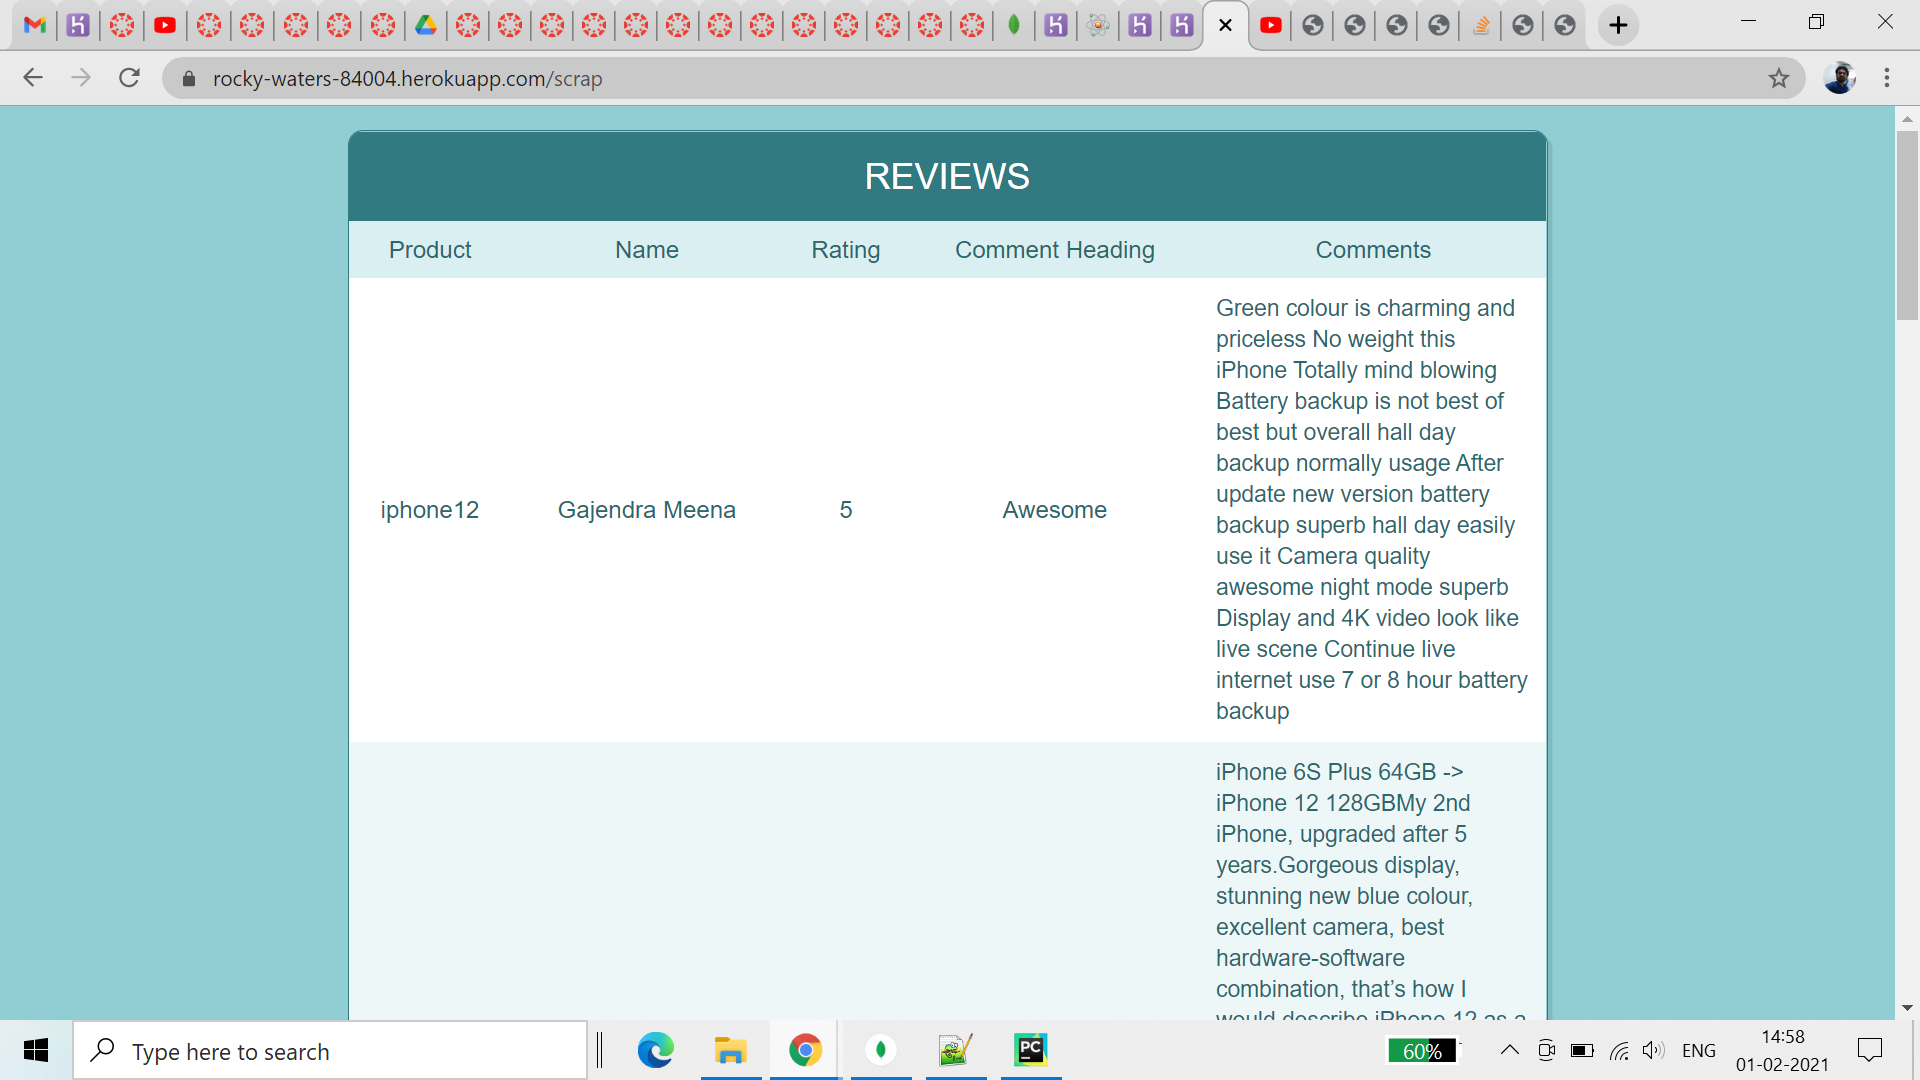 rocky-waters-84004.herokuapp.com/scrap
REVIEWS
Product Name Rating Comment Heading Comments
Green colour is charming and
priceless No weight this
iPhone Totally mind blowing
Battery backup is not best of
best but overall hall day
backup normally usage After
update new version battery
backup superb hall day easily
use it Camera quality
awesome night mode superb
Display and 4K video look like
live scene Continue live
internet use 7 or 8 hour battery
backup
iphone12 Gajendra Meena 5 Awesome
iPhone 6S Plus 64GB ->
iPhone 12 128GBMy 2nd
iPhone, upgraded after 5
years.Gorgeous display,
stunning new blue colour,
excellent camera, best
hardware-software
combination, that’s how I
would describe iPhone 12 as a
Type here to search
PC
60%
ENG
14:58
01-02-2021